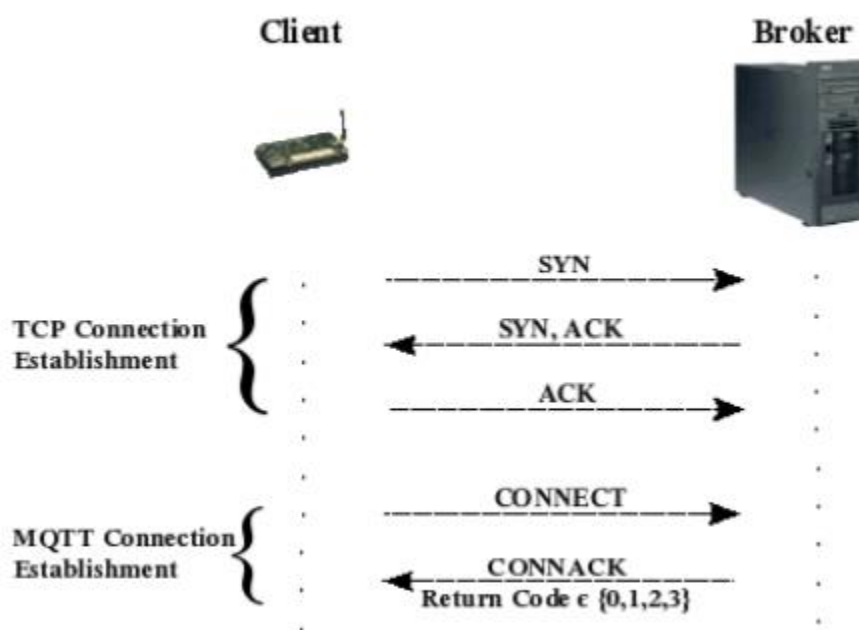 Client
Broker
SYN
TCP Connection
Establishment
SYN, ACK
ACK
CONNECT
MQTT Connection
Establishment
CONNACK
Return Code ϵ {0,1,2,3}